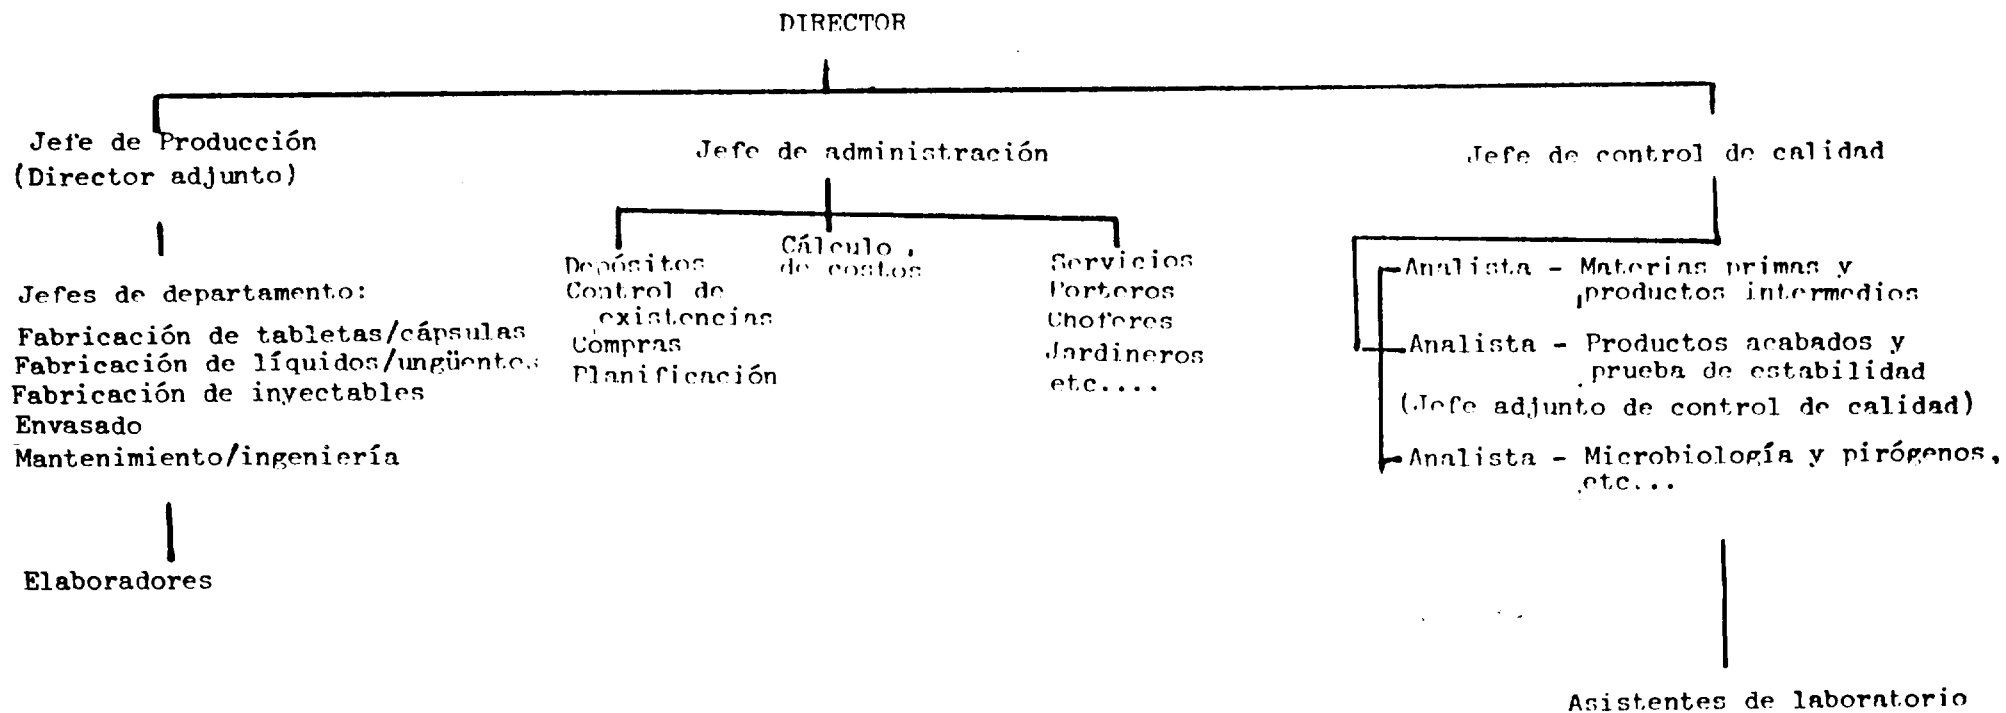 DIRECTOR
Jefe de Producción
(Director adjunto)
Jefes de departamento:
Fabricación de tabletas/cápsulas
Fabricación de líquidos/ungüentos
Fabricación de inyectables
Envasado
Mantenimiento/ingeniería
Elaboradores
Jefe de administración
Depósitos
Control de
existencias
Compras
Planificación
Cálculo
de costos
Servicios
Porteros
Choferes
Jardineros
etc....
Jefe de control de calidad
Analista - Materias primas y
productos intermedios
Analista - Productos acabados y
prueba de estabilidad
(Jefe adjunto de control de calidad)
Analista - Microbiología y pirógenos,
etc...
Asistentes de laboratorio